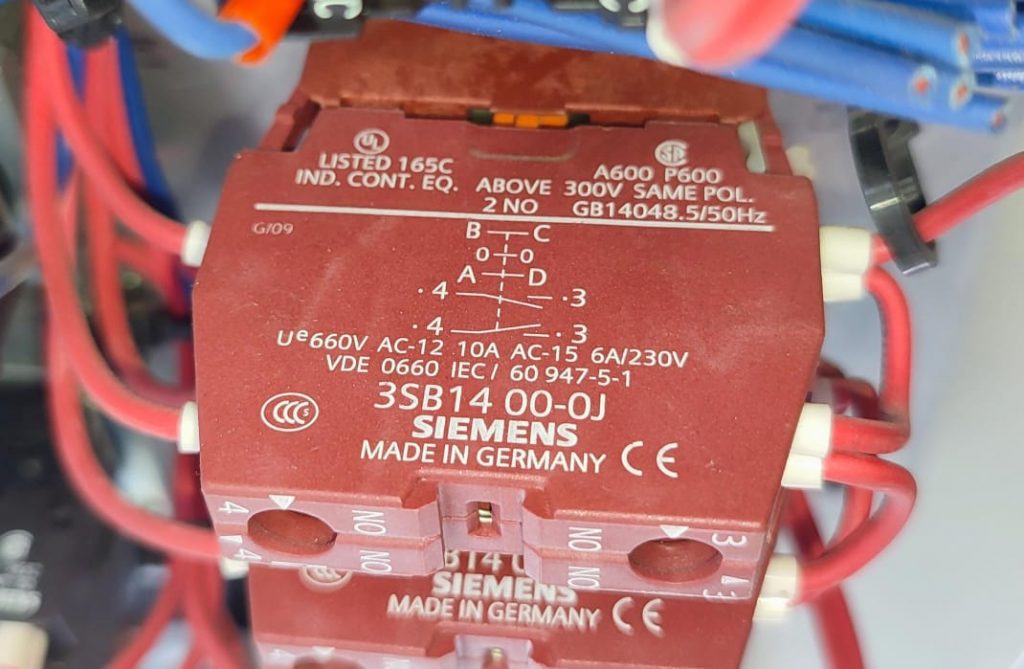 C
UL
LISTED 165C
IND. CONT. EQ.
A600 P600
ABOVE 300V SAME POL.
2 NO GB14048.5/50Hz
G/09
B C
0 0
A D
.4 .3
.4 .3
Ue660V AC-12 10A AC-15 6A/230V
VDE 0660 IEC/ 60 947-5-1
3SB14 00-0J
SIEMENS
MADE IN GERMANY CE
CCC
4 NO NO 3
4 NO NO 3
SIEMENS
MADE IN GERMANY CE